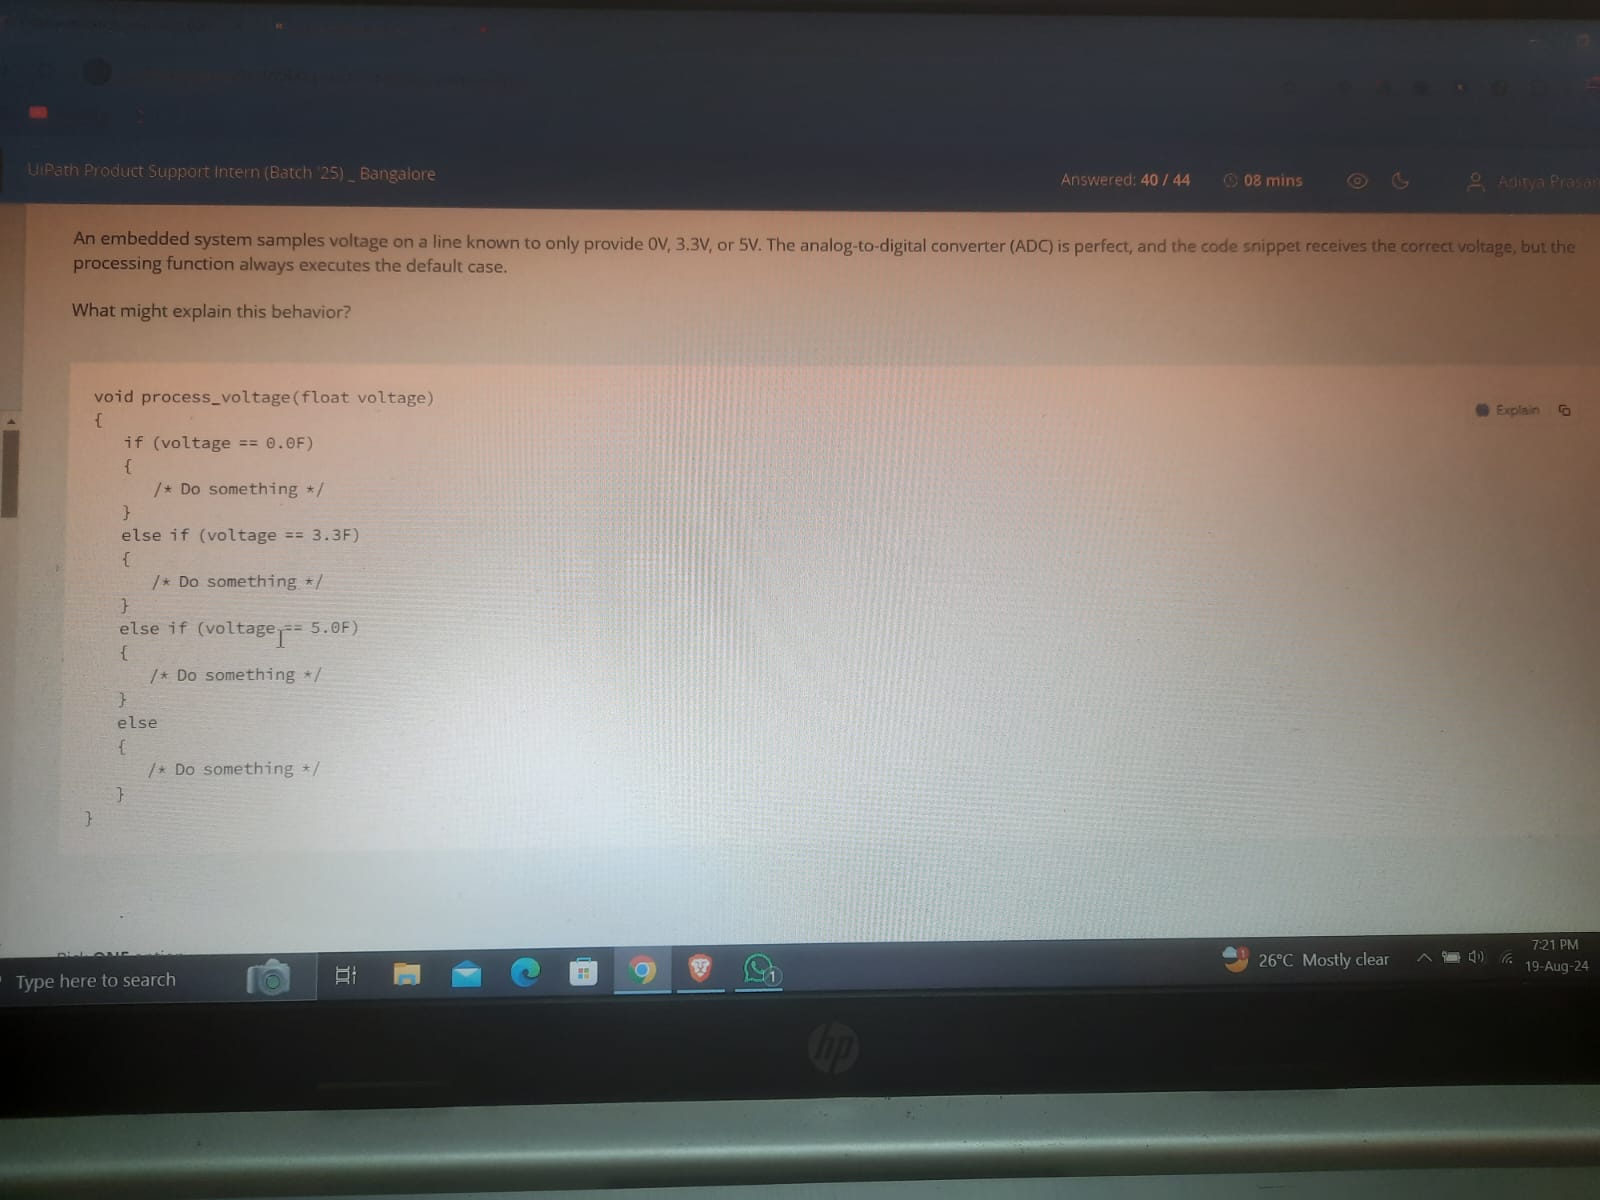 UiPath Product Support Intern (Batch '25) _ Bangalore
Answered: 40 / 44
08 mins
Aditya Prasar
An embedded system samples voltage on a line known to only provide 0V, 3.3V, or 5V. The analog-to-digital converter (ADC) is perfect, and the code snippet receives the correct voltage, but the
processing function always executes the default case.
What might explain this behavior?
void process_voltage(float voltage)
{
if (voltage == 0.0F)
{
/* Do something */
}
else if (voltage == 3.3F)
{
/* Do something */
}
else if (voltage == 5.0F)
{
/* Do something */
}
else
{
/* Do something */
}
}
Explain
Type here to search
1
1
26°C Mostly clear
7:21 PM
19-Aug-24
hp